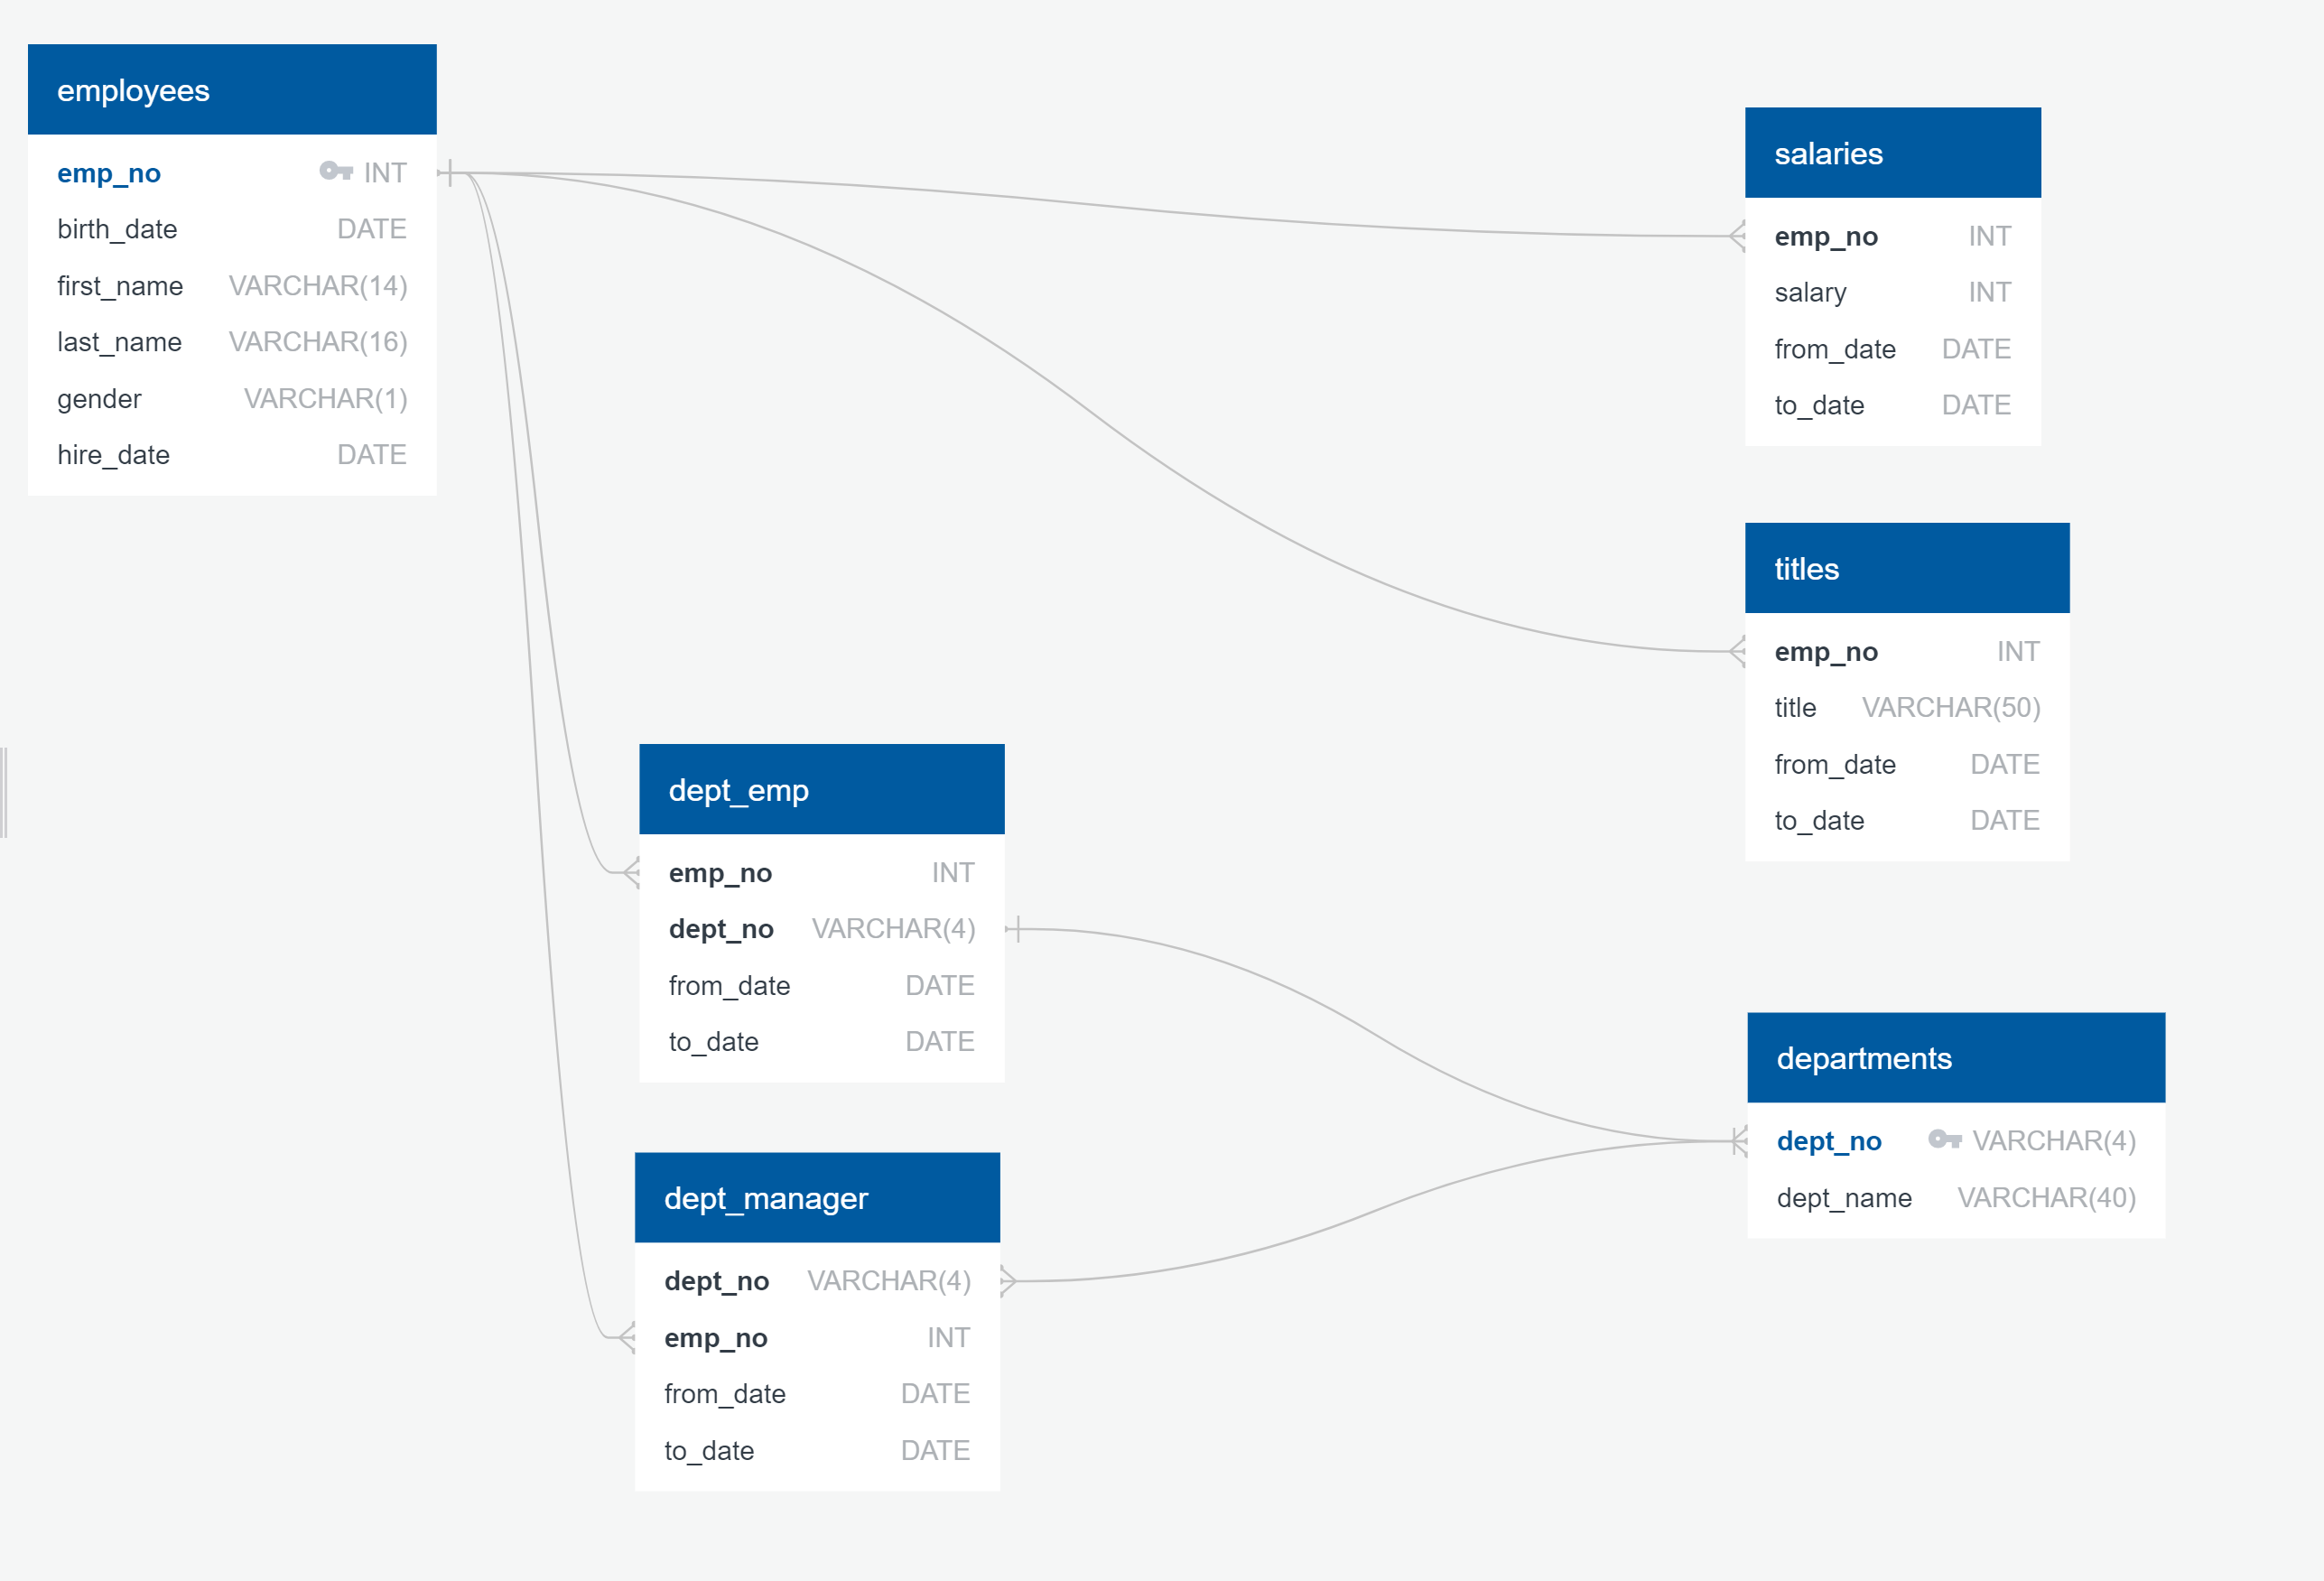 employees
emp_no INT
birth_date DATE
first_name VARCHAR(14)
last_name VARCHAR(16)
gender VARCHAR(1)
hire_date DATE
salaries
emp_no INT
salary INT
from_date DATE
to_date DATE
titles
emp_no INT
title VARCHAR(50)
from_date DATE
to_date DATE
dept_emp
emp_no INT
dept_no VARCHAR(4)
from_date DATE
to_date DATE
departments
dept_no VARCHAR(4)
dept_name VARCHAR(40)
dept_manager
dept_no VARCHAR(4)
emp_no INT
from_date DATE
to_date DATE